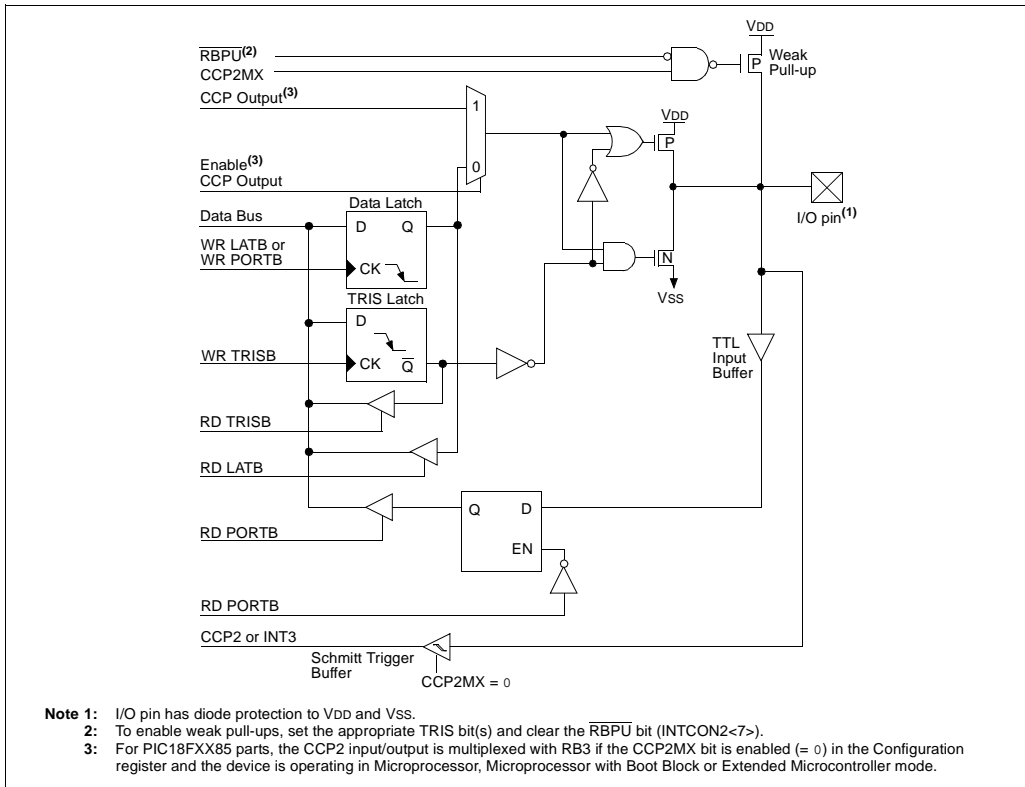 VDD
RBPU(2)
Weak
Pull-up
P
CCP2MX
CCP Output(3)
1
VDD
P
0
Enable(3)
CCP Output
I/O pin(1)
Data Latch
Data Bus
D Q
WR LATB or
WR PORTB
CK
N
VSS
TRIS Latch
D
WR TRISB
CK Q
TTL
Input
Buffer
RD TRISB
RD LATB
Q D
EN
RD PORTB
RD PORTB
CCP2 or INT3
Schmitt Trigger
Buffer
CCP2MX = 0
Note 1: I/O pin has diode protection to VDD and VSS.
2: To enable weak pull-ups, set the appropriate TRIS bit(s) and clear the RBPU bit (INTCON2<7>).
3: For PIC18FXX85 parts, the CCP2 input/output is multiplexed with RB3 if the CCP2MX bit is enabled (= 0) in the Configuration
register and the device is operating in Microprocessor, Microprocessor with Boot Block or Extended Microcontroller mode.